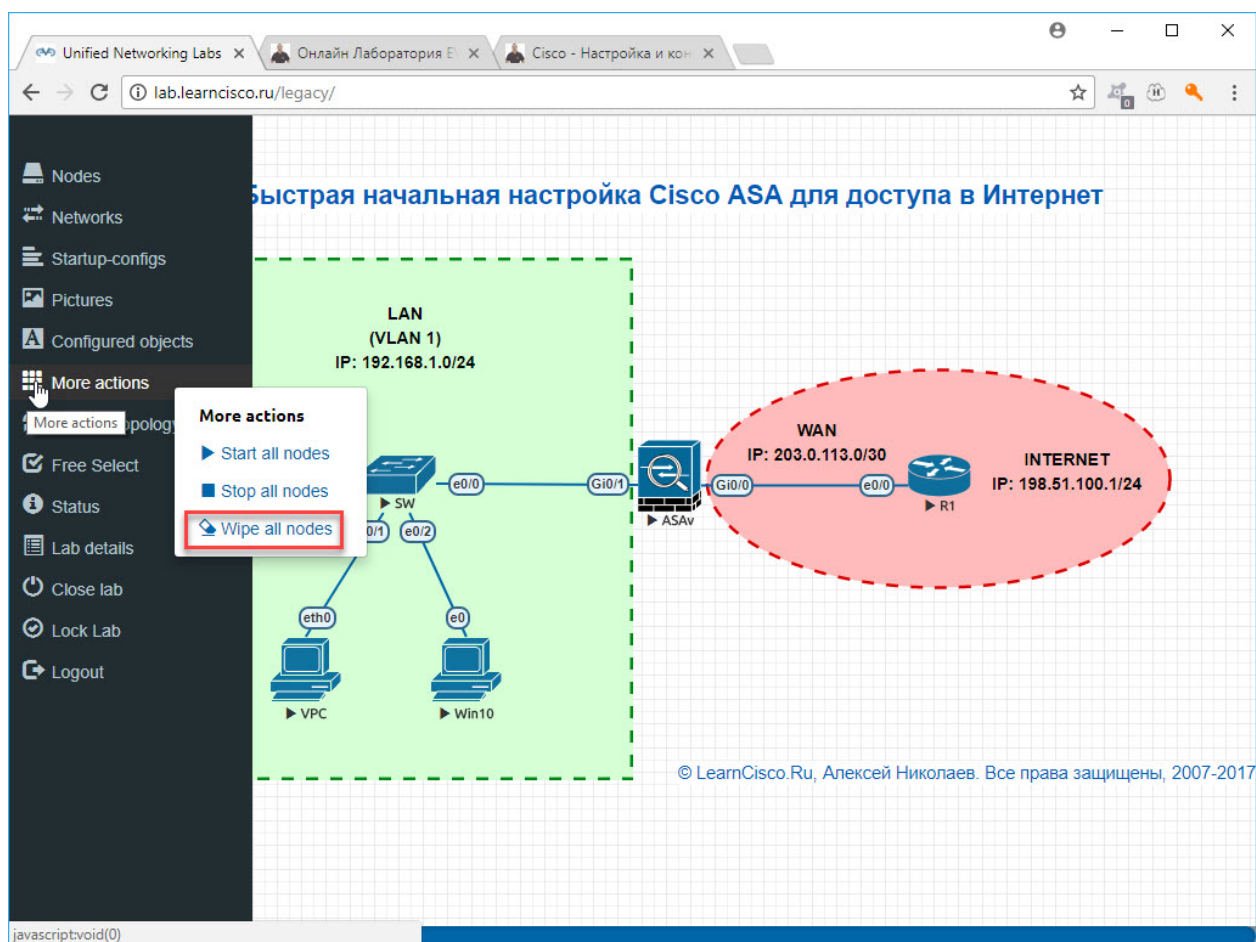 Unified Networking Labs
Онлайн Лаборатория E
Cisco - Настройка и кон
lab.learncisco.ru/legacy/
0
H
Nodes
Networks
Startup-configs
Pictures
A Configured objects
More actions
More actions
opology
Free Select
Status
Lab details
Close lab
Lock Lab
Logout
More actions
Start all nodes
Stop all nodes
Wipe all nodes
Быстрая начальная настройка Cisco ASA для доступа в Интернет
LAN
(VLAN 1)
IP: 192.168.1.0/24
SW
e0/0
Gi0/1
0/1
e0/2
eth0
e0
VPC
Win10
ASAv
WAN
IP: 203.0.113.0/30
Gi0/0
e0/0
R1
INTERNET
IP: 198.51.100.1/24
© LearnCisco.Ru, Алексей Николаев. Все права защищены, 2007-2017
javascript:void(0)